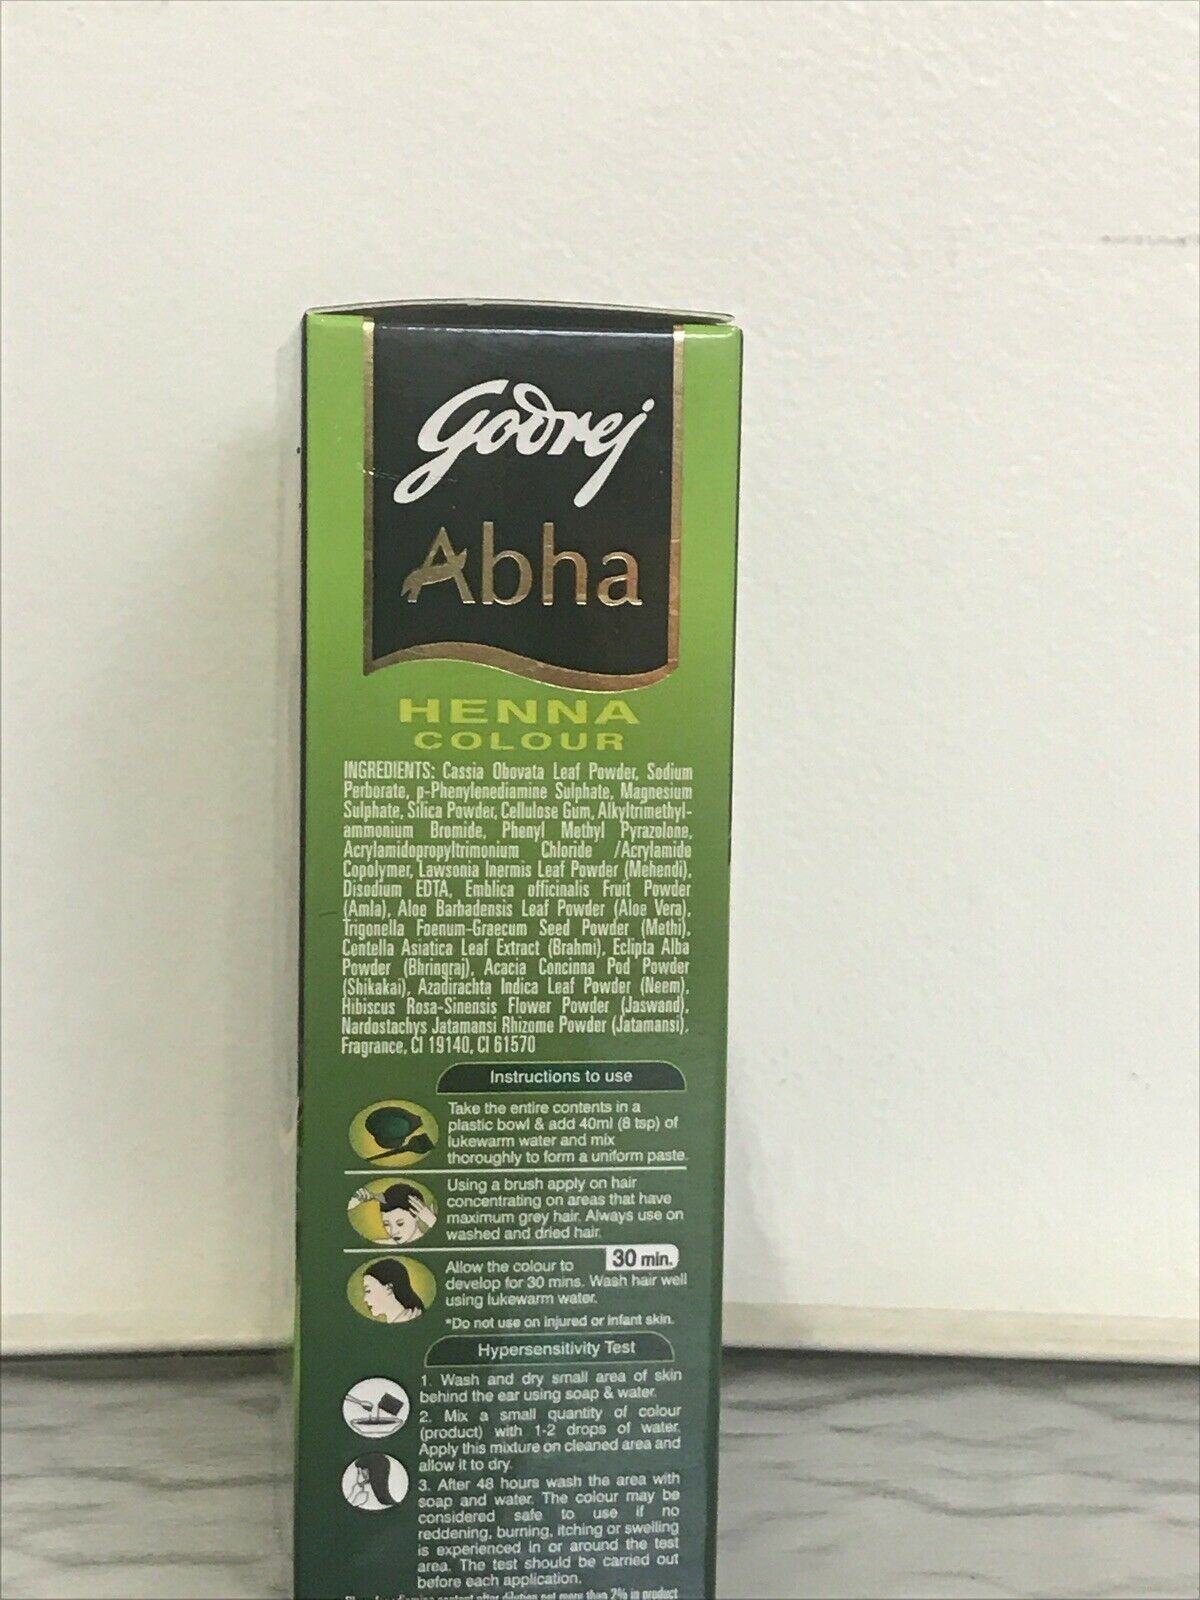 Godrej
Abha
HENNA
COLOUR
INGREDIENTS: Cassia Obovata Leaf Powder, Sodium
Perborate, p-Phenylenediamine Sulphate, Magnesium
Sulphate, Silica Powder, Cellulose Gum, Alkyltrimethyl-
ammonium Bromide, Phenyl Methyl Pyrazolone,
Acrylamidopropyltrimonium Chloride /Acrylamide
Copolymer, Lawsonia Inermis Leaf Powder (Mehendi),
Disodium EDTA, Emblica officinalis Fruit Powder
(Amla), Aloe Barbadensis Leaf Powder (Aloe Vera),
Trigonella Foenum-Graecum Seed Powder (Methi),
Centella Asiatica Leaf Extract (Brahmi), Eclipta Alba
Powder (Bhringraj), Acacia Concinna Pod Powder
(Shikakai), Azadirachta Indica Leaf Powder (Neem),
Hibiscus Rosa-Sinensis Flower Powder (Jaswand),
Nardostachys Jatamansi Rhizome Powder (Jatamansi),
Fragrance, CI 19140, CI 61570
Instructions to use
Take the entire contents in a
plastic bowl & add 40ml (8 tsp) of
lukewarm water and mix
thoroughly to form a uniform paste.
Using a brush apply on hair
concentrating on areas that have
maximum grey hair. Always use on
washed and dried hair.
30 min.
Allow the colour to
develop for 30 mins. Wash hair well
using lukewarm water.
*Do not use on injured or infant skin.
Hypersensitivity Test
1. Wash and dry small area of skin
behind the ear using soap & water.
2. Mix a small quantity of colour
(product) with 1-2 drops of water.
Apply this mixture on cleaned area and
allow it to dry.
3. After 48 hours wash the area with
soap and water. The colour may be
considered safe to use if no
reddening, burning, itching or swelling
is experienced in or around the test
area. The test should be carried out
before each application.
content after dilution not more than 2% in product